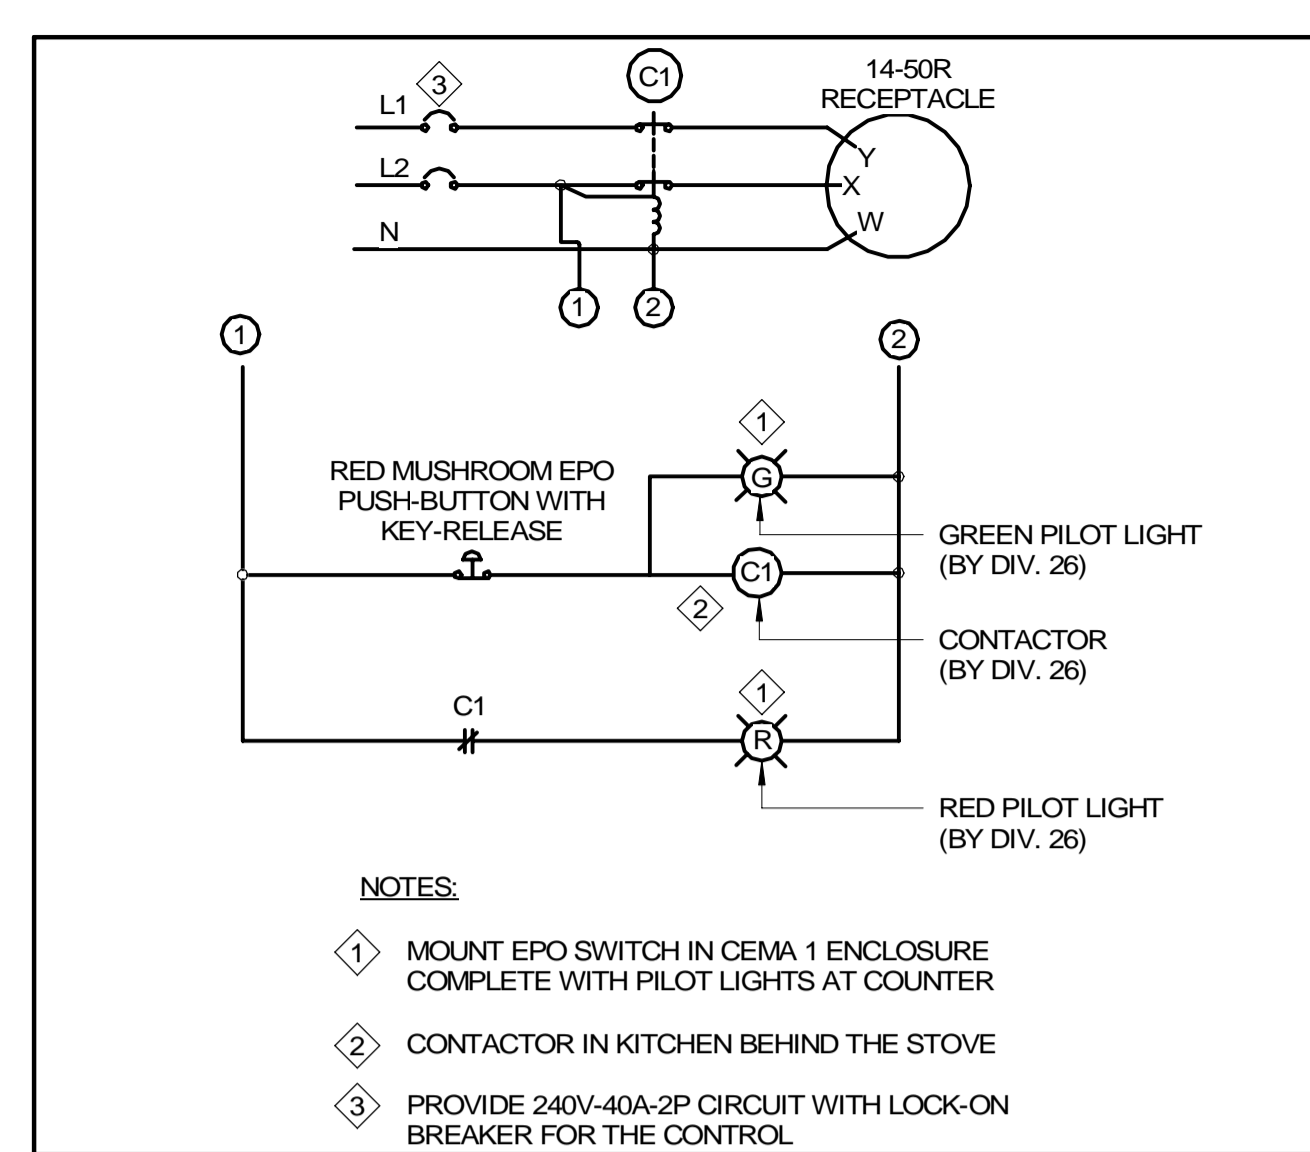 3
C1
14-50R
RECEPTACLE
L1
Y
L2
X
W
N
1
2
1
2
1
RED MUSHROOM EPO
PUSH-BUTTON WITH
KEY-RELEASE
G
GREEN PILOT LIGHT
(BY DIV. 26)
C1
2
CONTACTOR
(BY DIV. 26)
1
C1
R
RED PILOT LIGHT
(BY DIV. 26)
NOTES:
1 MOUNT EPO SWITCH IN CEMA 1 ENCLOSURE
COMPLETE WITH PILOT LIGHTS AT COUNTER
2 CONTACTOR IN KITCHEN BEHIND THE STOVE
3 PROVIDE 240V-40A-2P CIRCUIT WITH LOCK-ON
BREAKER FOR THE CONTROL